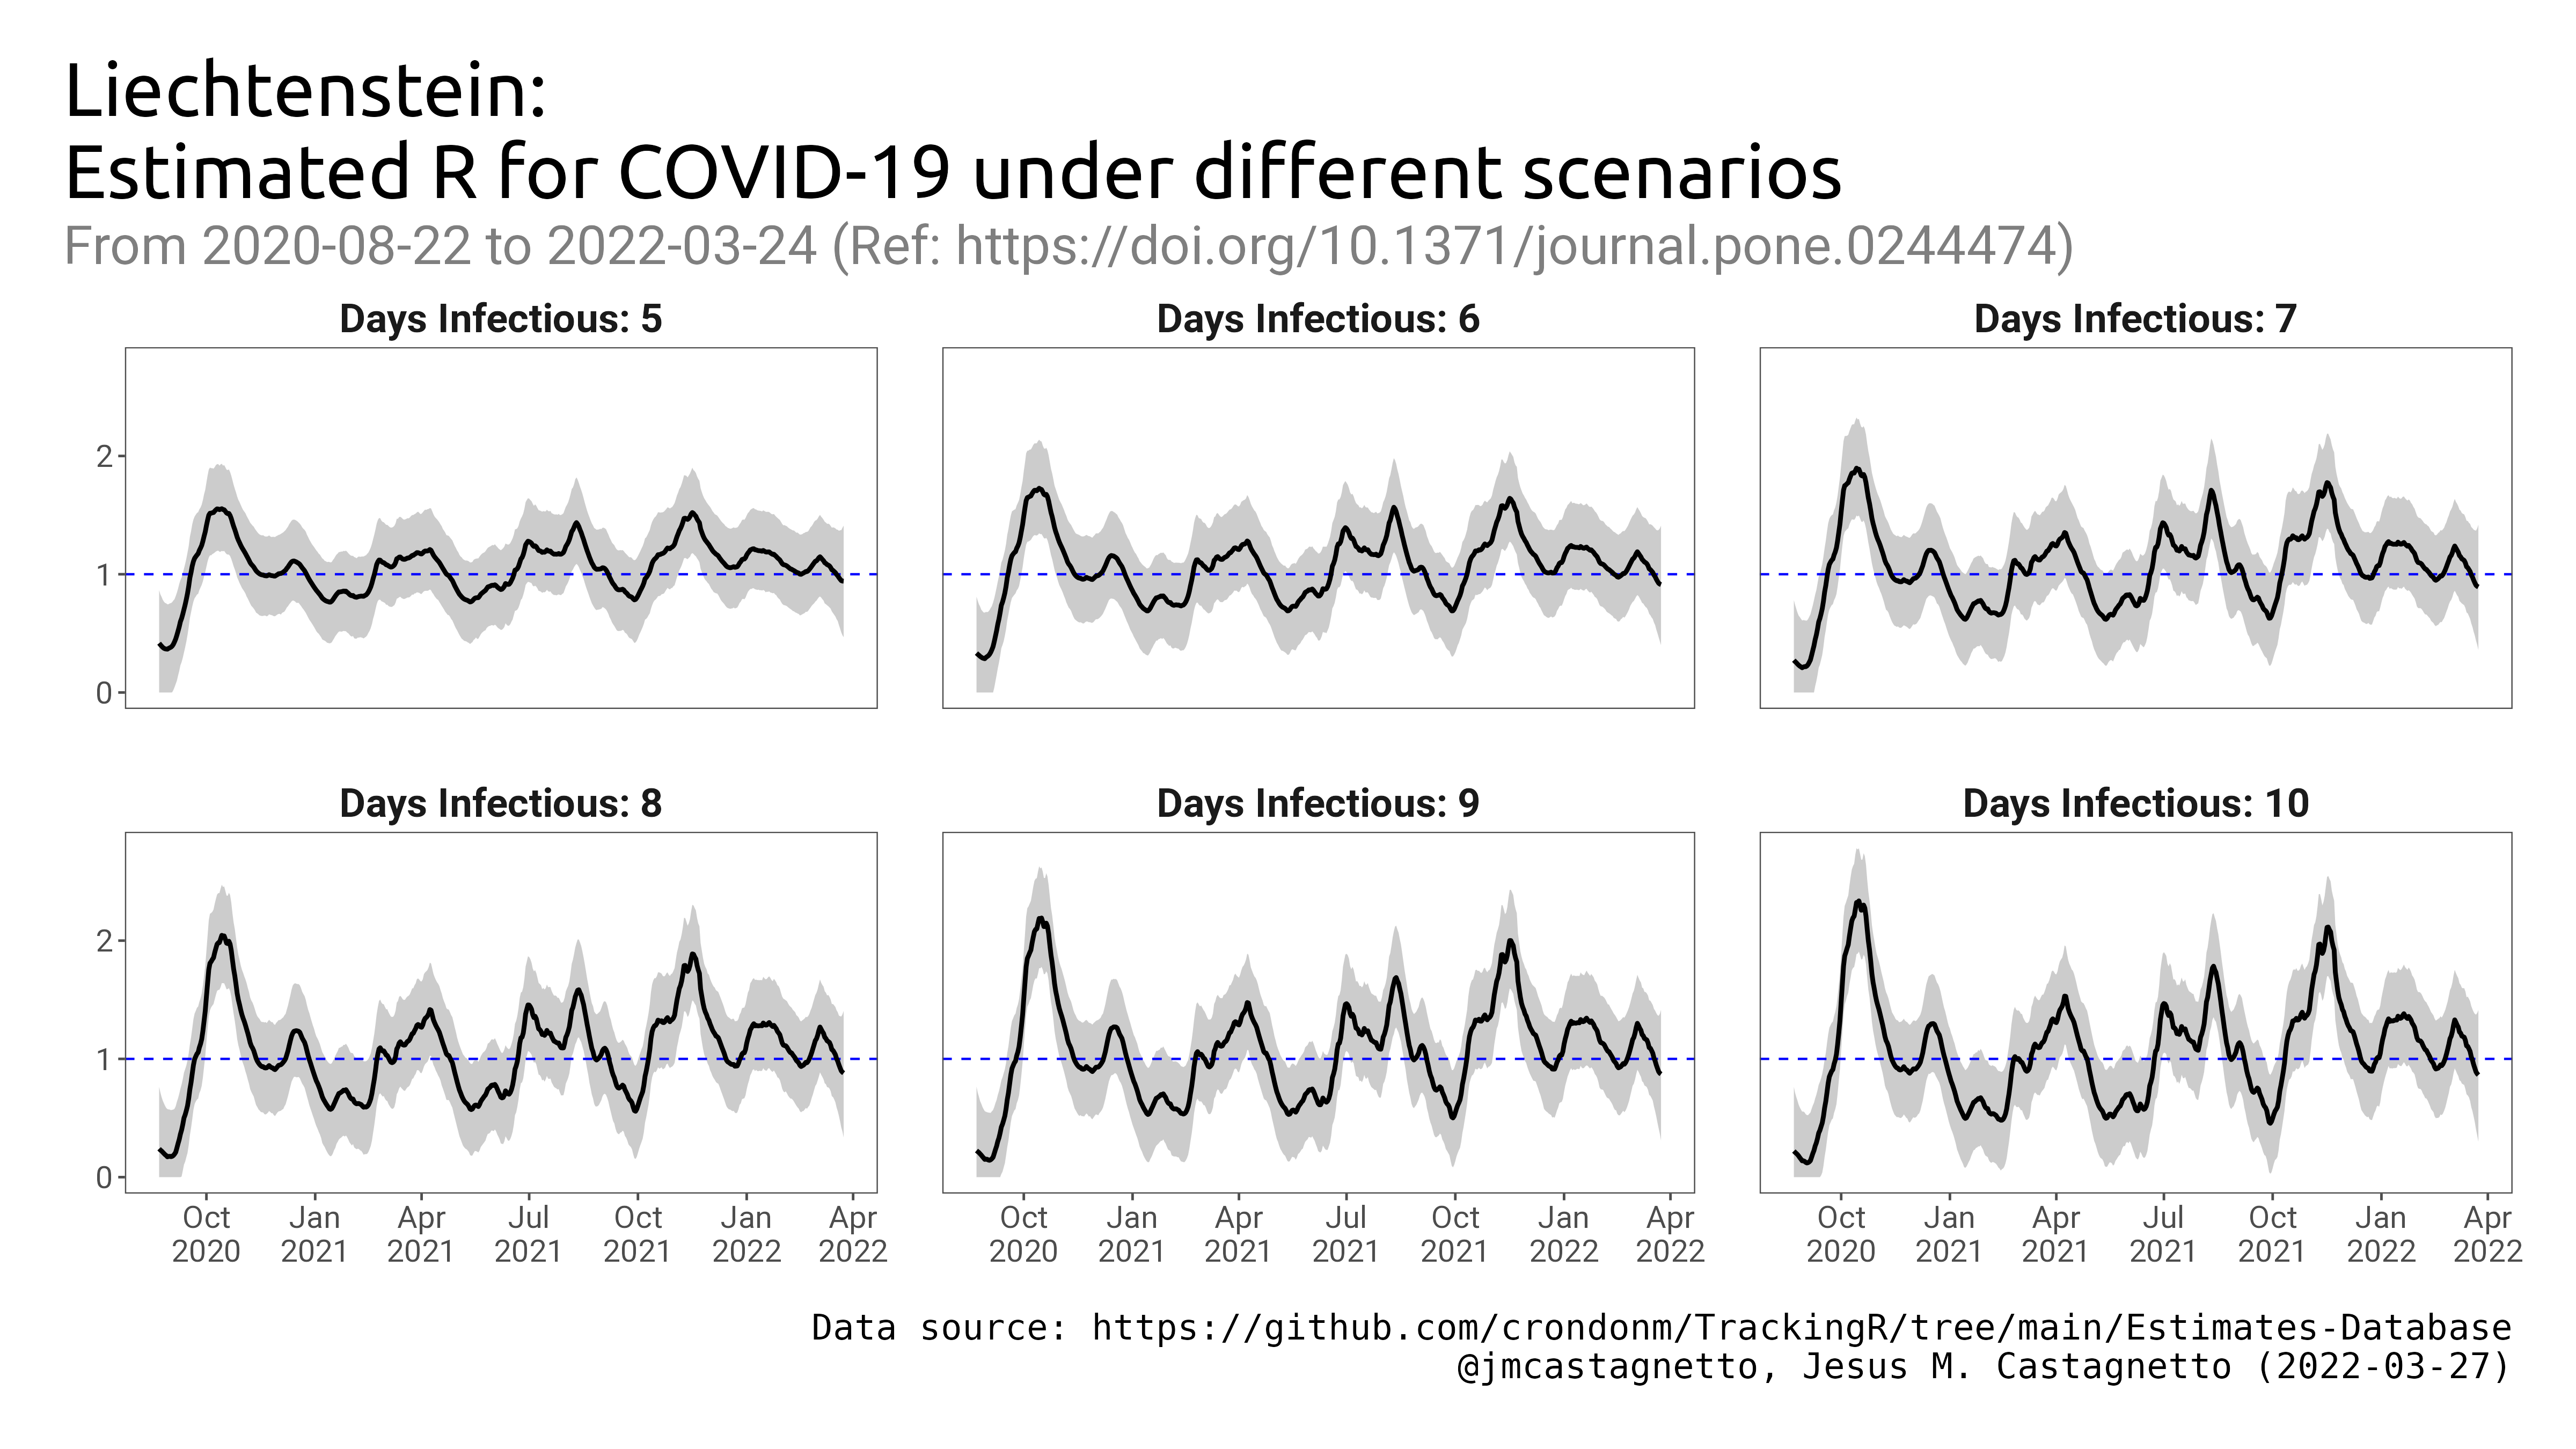 Liechtenstein:
Estimated R for COVID-19 under different scenarios
From 2020-08-22 to 2022-03-24 (Ref: https://doi.org/10.1371/journal.pone.0244474)
Days Infectious: 5
Days Infectious: 6
Days Infectious: 7
2
1
0
Days Infectious: 8
Days Infectious: 9
Days Infectious: 10
2
1
0
Oct Jan Apr Jul Oct Jan Apr
2020 2021 2021 2021 2021 2022 2022
Oct Jan Apr Jul Oct Jan Apr
2020 2021 2021 2021 2021 2022 2022
Oct Jan Apr Jul Oct Jan Apr
2020 2021 2021 2021 2021 2022 2022
Data source: https://github.com/crondonm/TrackingR/tree/main/Estimates-Database
@jmcastagnetto, Jesus M. Castagnetto (2022-03-27)